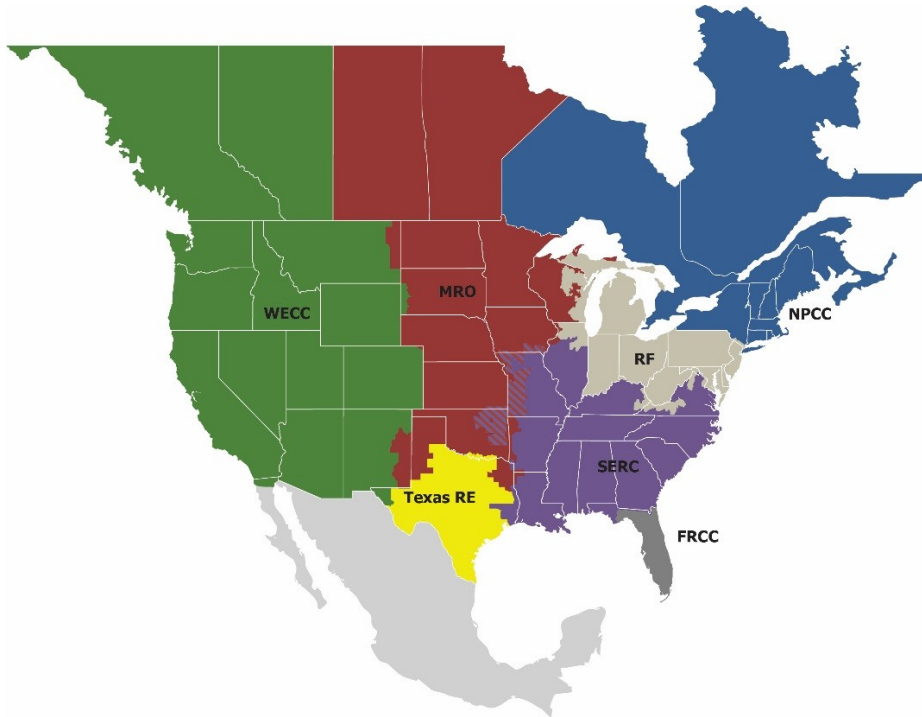 MRO
WECC
NPCC
RF
SERC
Texas RE
FRCC